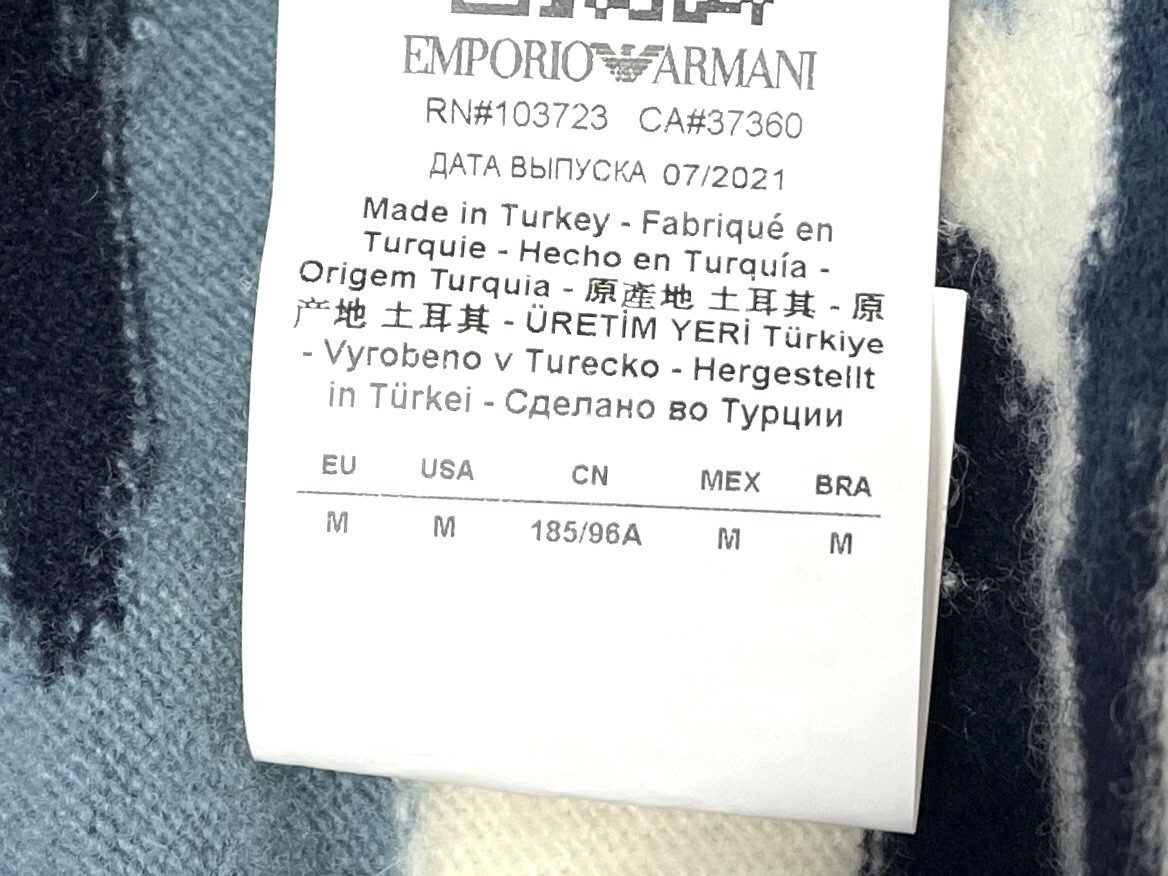 EMPORIO ARMANI
RN#103723 CA#37360
ДАТА ВЫПУСКА 07/2021
Made in Turkey - Fabriqué en
Turquie - Hecho en Turquía -
Origem Turquia - 原產地 土耳其 - 原
产地 土耳其 - ÜRETİM YERİ Türkiye
- Vyrobeno v Turecko - Hergestellt
in Türkei - Сделано во Турции
EU USA CN MEX BRA
M M 185/96A M M